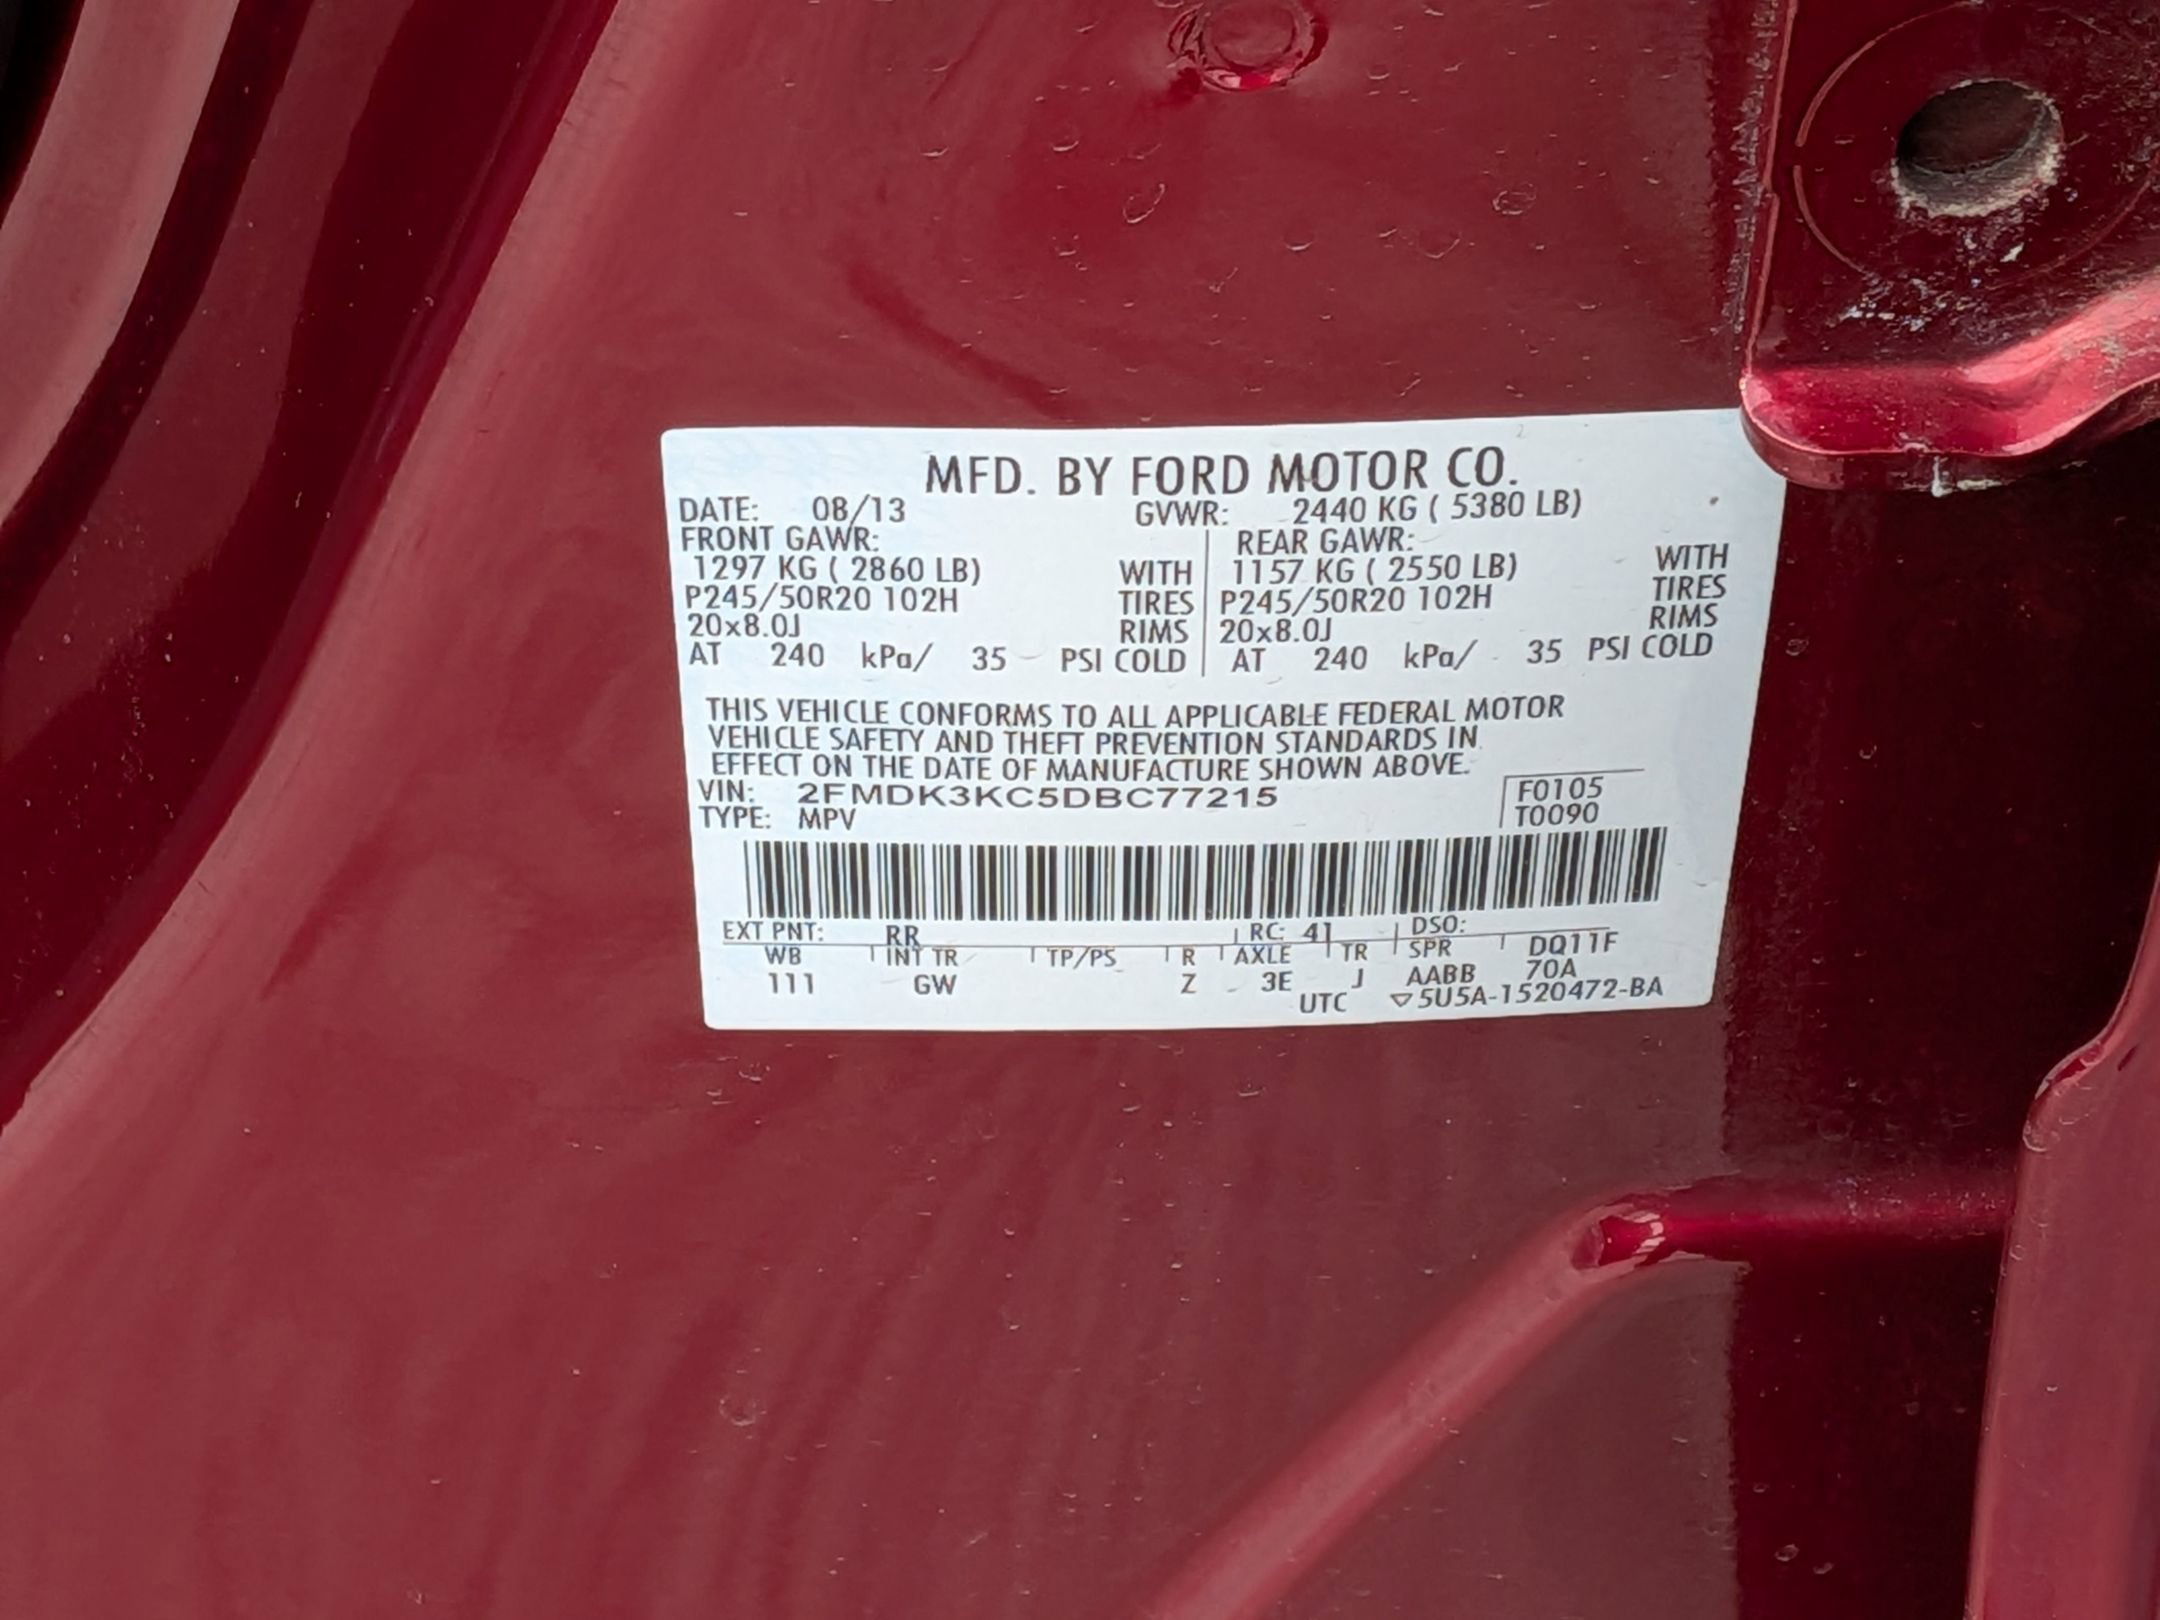 MFD. BY FORD MOTOR CO.
DATE: 08/13 GVWR: 2440 KG ( 5380 LB)
FRONT GAWR: REAR GAWR:
1297 KG ( 2860 LB) WITH 1157 KG ( 2550 LB) WITH
P245/50R20 102H TIRES P245/50R20 102H TIRES
20x8.0J RIMS 20x8.0J RIMS
AT 240 kPa/ 35 PSI COLD AT 240 kPa/ 35 PSI COLD
THIS VEHICLE CONFORMS TO ALL APPLICABLE FEDERAL MOTOR
VEHICLE SAFETY AND THEFT PREVENTION STANDARDS IN
EFFECT ON THE DATE OF MANUFACTURE SHOWN ABOVE.
VIN: 2FMDK3KC5DBC77215 F0105
TYPE: MPV T0090
EXT PNT: RR RC: 41 DSO:
WB INT TR TP/PS R AXLE TR SPR DQ11F
111 GW Z 3E J AABB 70A
UTC ▽5U5A-1520472-BA